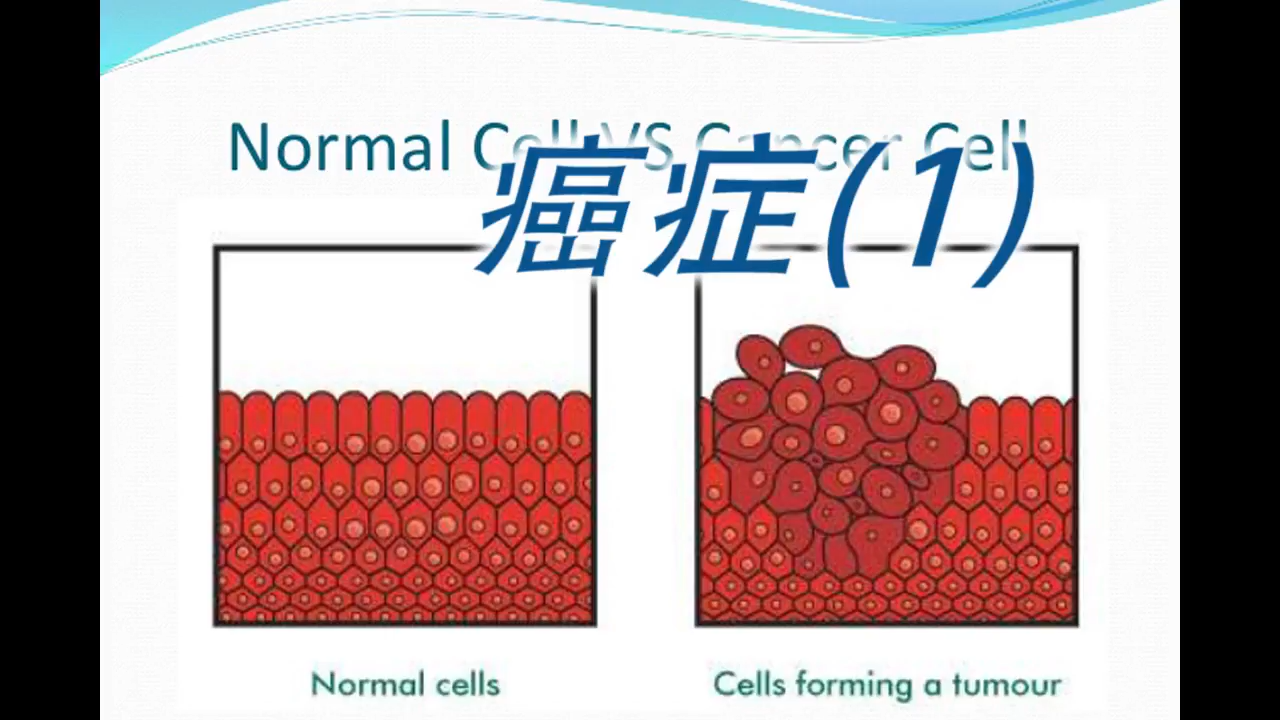 Normal Cell VS Cancer Cell
癌症(1)
Normal cells
Cells forming a tumour